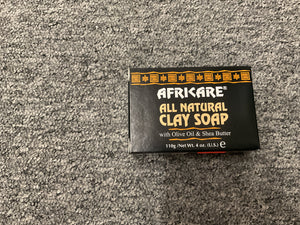 AFRICARE®
ALL NATURAL
CLAY SOAP
with Olive Oil & Shea Butter
110g /Net Wt. 4 oz. (U.S.) ℮